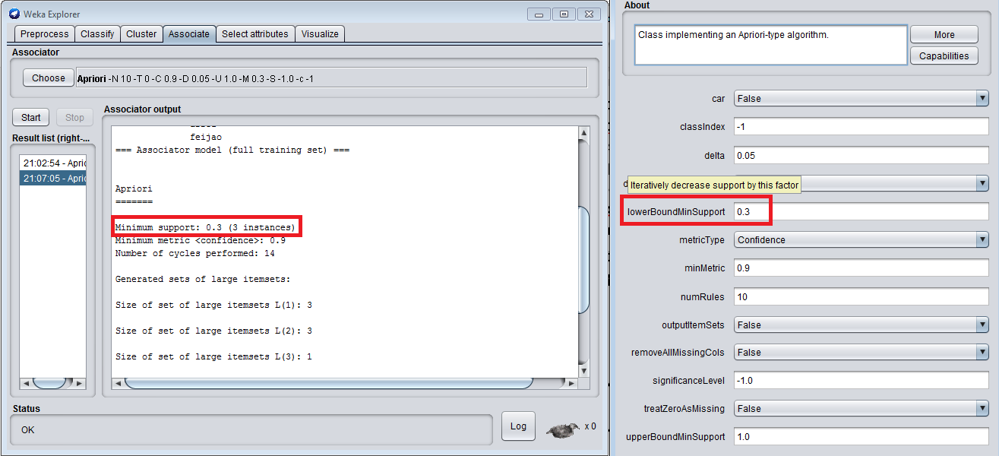 Weka Explorer
Preprocess Classify Cluster Associate Select attributes Visualize
Associator
Choose Apriori -N 10 -T 0 -C 0.9 -D 0.05 -U 1.0 -M 0.3 -S -1.0 -c -1
Start Stop
Result list (right-...
21:02:54 - Apric
21:07:05 - Apric
Associator output
feijao
=== Associator model (full training set) ===
Apriori
=======
Minimum support: 0.3 (3 instances)
Minimum metric <confidence>: 0.9
Number of cycles performed: 14
Generated sets of large itemsets:
Size of set of large itemsets L(1): 3
Size of set of large itemsets L(2): 3
Size of set of large itemsets L(3): 1
Status
OK
Log
x 0
About
Class implementing an Apriori-type algorithm.
More
Capabilities
car False
classIndex -1
delta 0.05
Iteratively decrease support by this factor
lowerBoundMinSupport 0.3
metricType Confidence
minMetric 0.9
numRules 10
outputItemSets False
removeAllMissingCols False
significanceLevel -1.0
treatZeroAsMissing False
upperBoundMinSupport 1.0